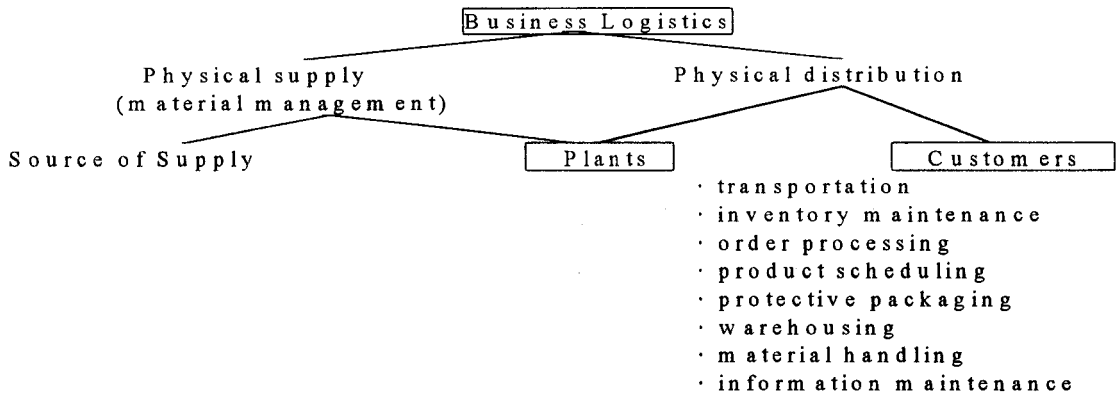 Business Logistics
Physical supply
(material management)
Physical distribution
Source of Supply
Plants
Customers
· transportation
· inventory maintenance
· order processing
· product scheduling
· protective packaging
· warehousing
· material handling
· information maintenance